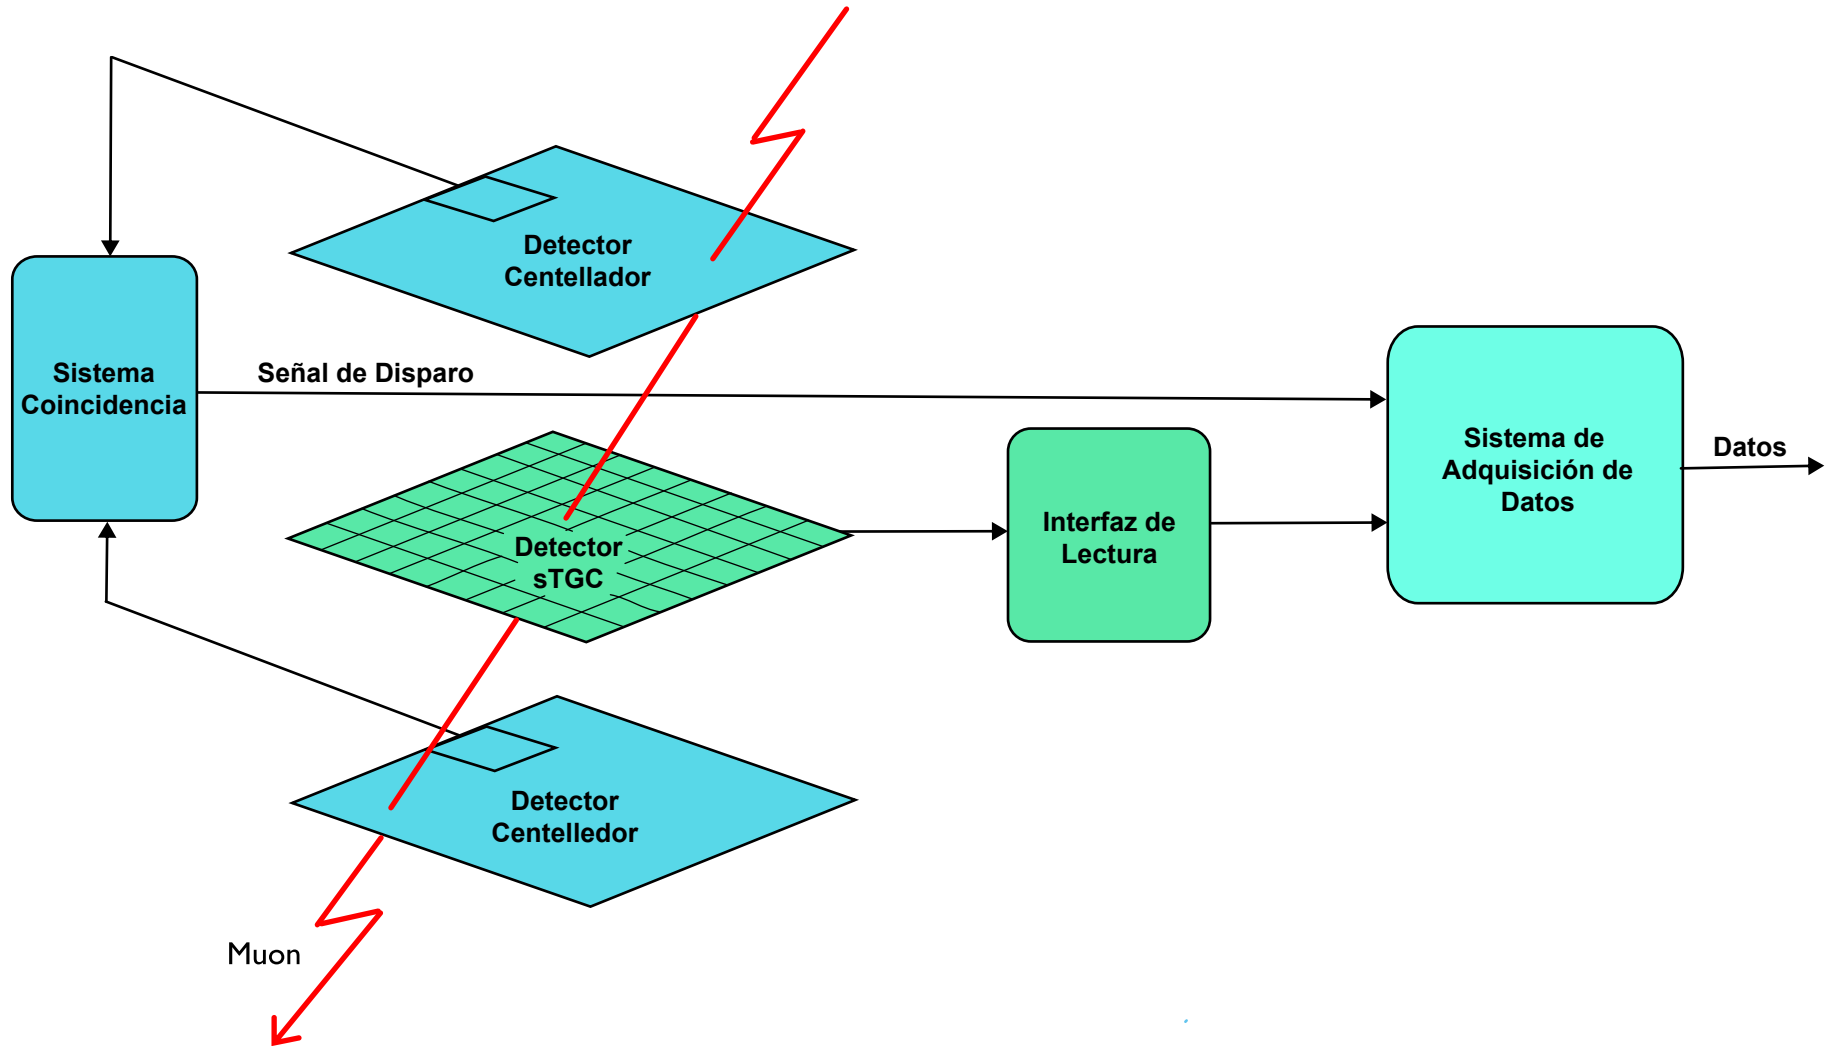 Detector
Centellador
Sistema
Coincidencia
Señal de Disparo
Sistema de
Adquisición de
Datos
Datos
Interfaz de
Lectura
Detector
sTGC
Detector
Centelledor
Muon